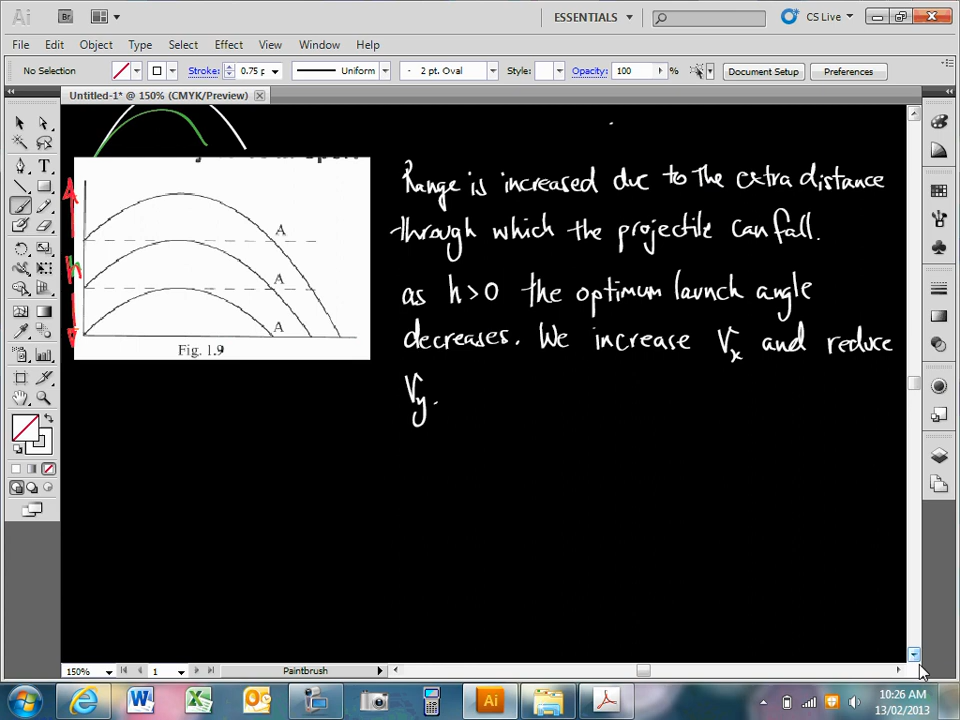 Ai
Br
ESSENTIALS
CS Live
File Edit Object Type Select Effect View Window Help
No Selection
Stroke:
0.75 p
Uniform
2 pt. Oval
Style:
Opacity:
100
%
Document Setup
Preferences
Untitled-1* @ 150% (CMYK/Preview)
Range is increased due to the extra distance
through which the projectile can fall.
as h>0 the optimum launch angle
decreases. We increase Vx and reduce
Vy.
h
A
A
A
Fig. 1.9
150%
1
Paintbrush
Ai
10:26 AM
13/02/2013